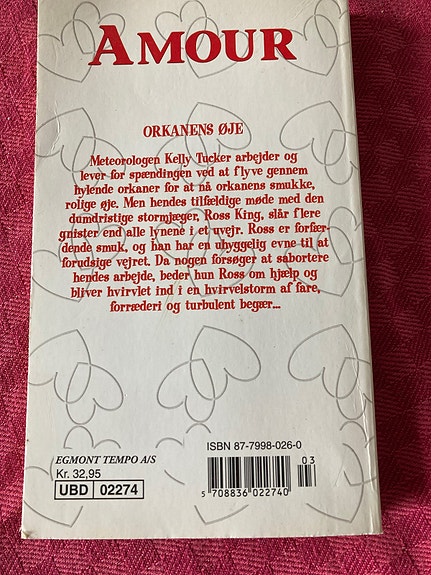 AMOUR
ORKANENS ØJE
Meteorologen Kelly Tucker arbejder og
lever for spændingen ved at flyve gennem
hylende orkaner for at nå orkanens smukke,
rolige øje. Men hendes tilfældige møde med den
dumdristige stormjæger, Ross King, slår flere
gnister end alle lynene i et uvejr. Ross er forfær-
dende smuk, og han har en uhyggelig evne til at
forudsige vejret. Da nogen forsøger at sabotere
hendes arbejde, beder hun Ross om hjælp og
bliver hvirvlet ind i en hvirvelstorm af fare,
forræderi og turbulent begær...
ISBN 87-7998-026-0
EGMONT TEMPO A/S
Kr. 32,95
UBD 02274
03
5 708836 022740